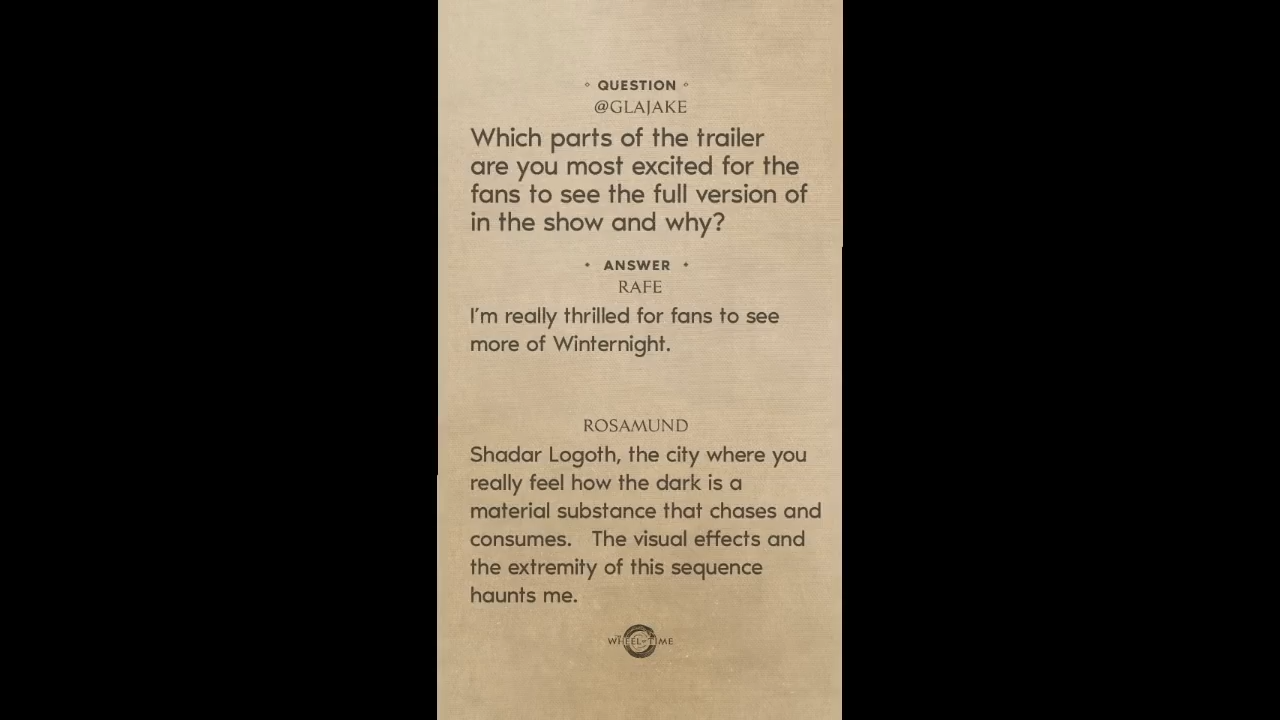 QUESTION
@GLAJAKE
Which parts of the trailer
are you most excited for the
fans to see the full version of
in the show and why?
ANSWER
RAFE
I'm really thrilled for fans to see
more of Winternight.
ROSAMUND
Shadar Logoth, the city where you
really feel how the dark is a
material substance that chases and
consumes.   The visual effects and
the extremity of this sequence
haunts me.
WHEEL OF TIME